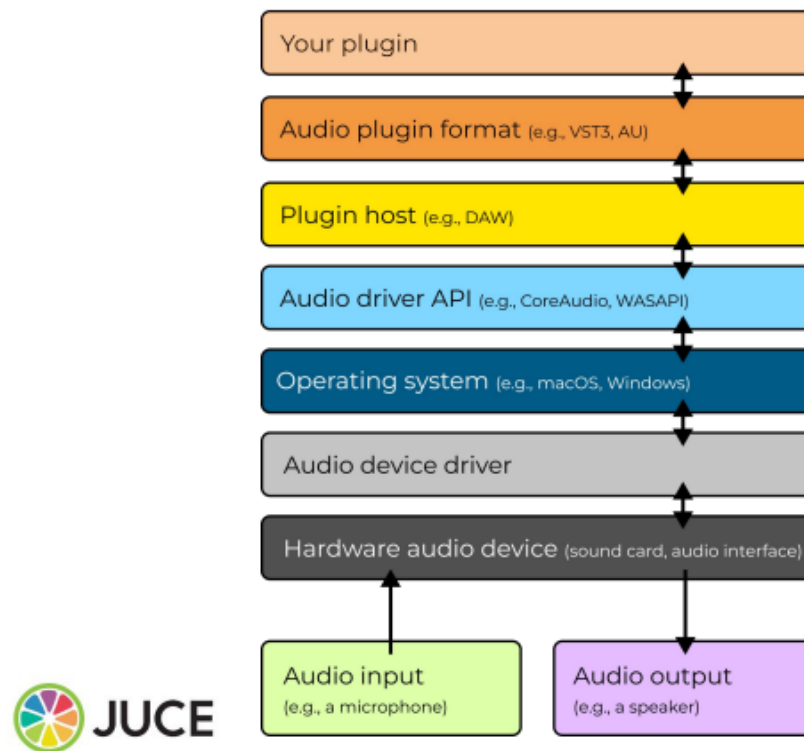 Your plugin
Audio plugin format (e.g., VST3, AU)
Plugin host (e.g., DAW)
Audio driver API (e.g., CoreAudio, WASAPI)
Operating system (e.g., macOS, Windows)
Audio device driver
Hardware audio device (sound card, audio interface)
Audio input
(e.g., a microphone)
Audio output
(e.g., a speaker)
JUCE